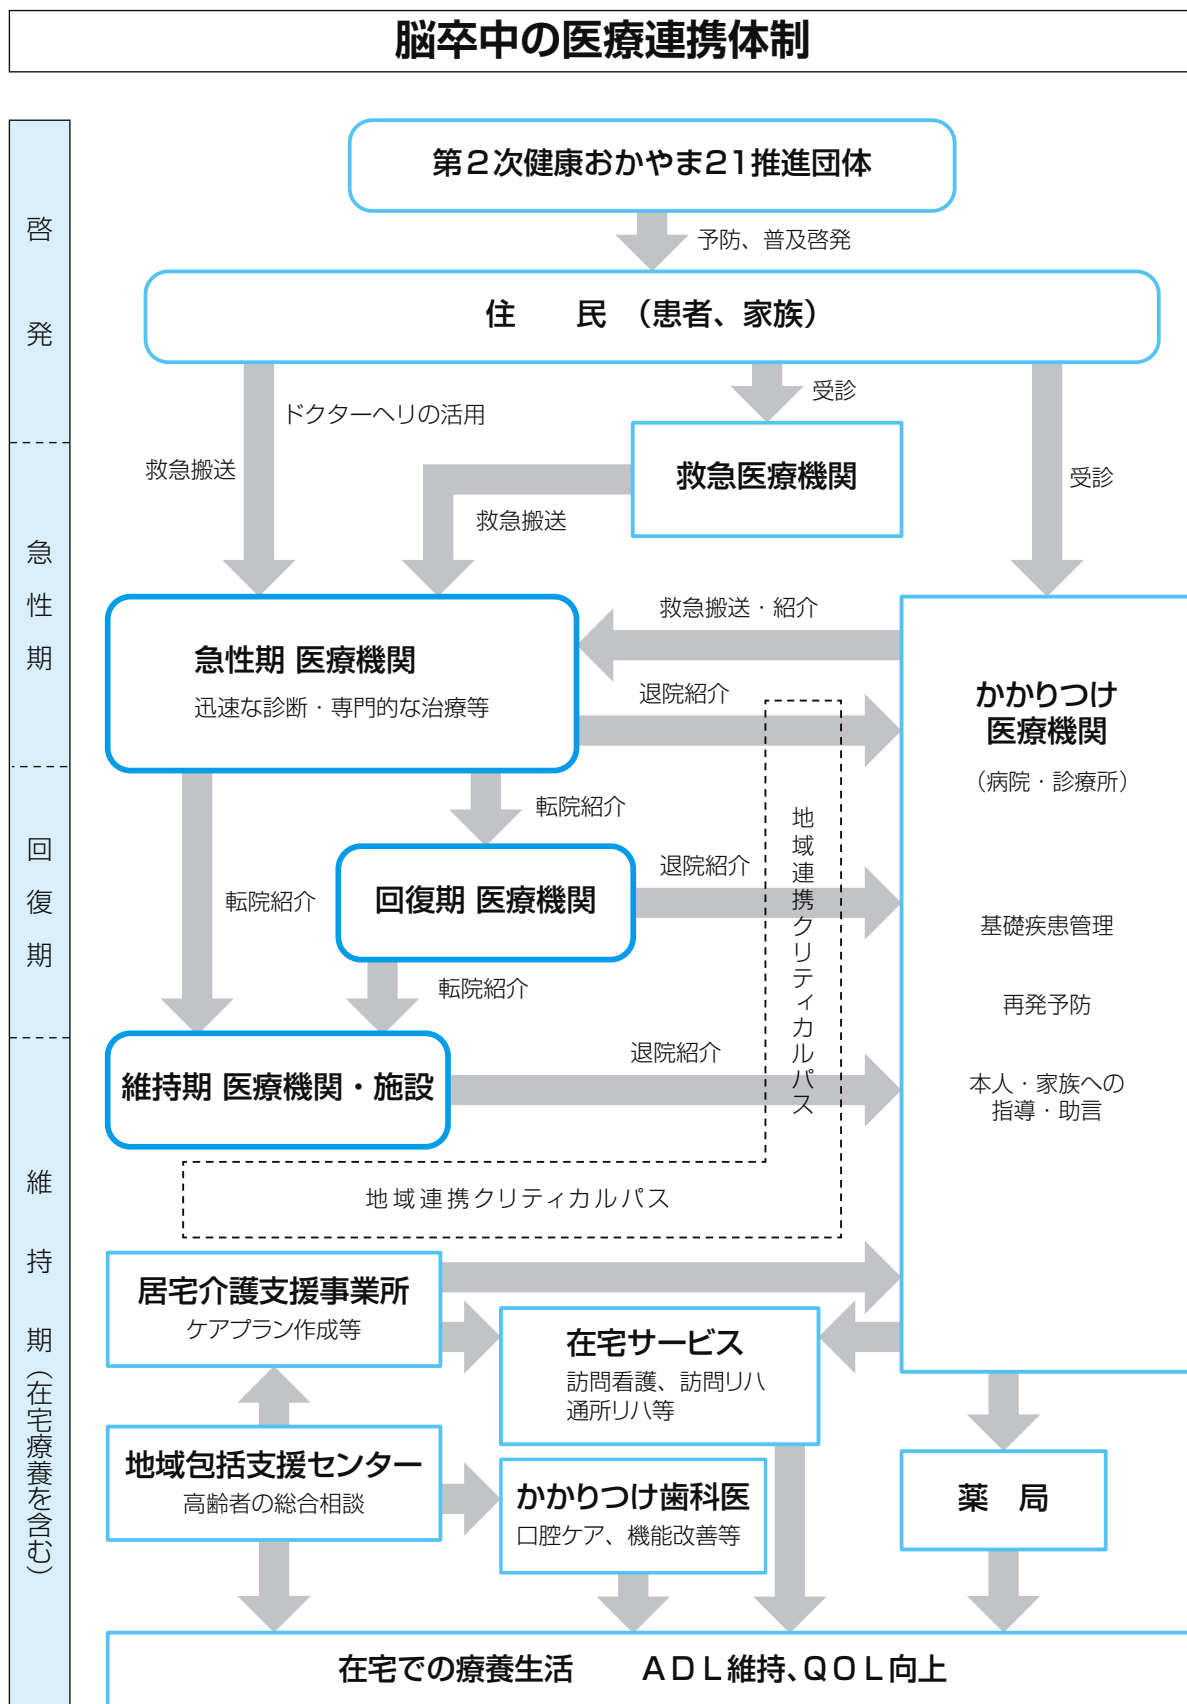 脳卒中の医療連携体制
啓発
第2次健康おかやま21推進団体
予防、普及啓発
住　民（患者、家族）
ドクターヘリの活用
受診
救急搬送
救急医療機関
受診
救急搬送
急性期
急性期 医療機関
迅速な診断・専門的な治療等
救急搬送・紹介
退院紹介
かかりつけ
医療機関
（病院・診療所）
基礎疾患管理
再発予防
本人・家族への
指導・助言
回復期
転院紹介
転院紹介
回復期 医療機関
退院紹介
転院紹介
地域連携クリティカルパス
維持期（在宅療養を含む）
維持期 医療機関・施設
退院紹介
地域連携クリティカルパス
居宅介護支援事業所
ケアプラン作成等
在宅サービス
訪問看護、訪問リハ
通所リハ等
地域包括支援センター
高齢者の総合相談
かかりつけ歯科医
口腔ケア、機能改善等
薬　局
在宅での療養生活　ＡＤＬ維持、ＱＯＬ向上